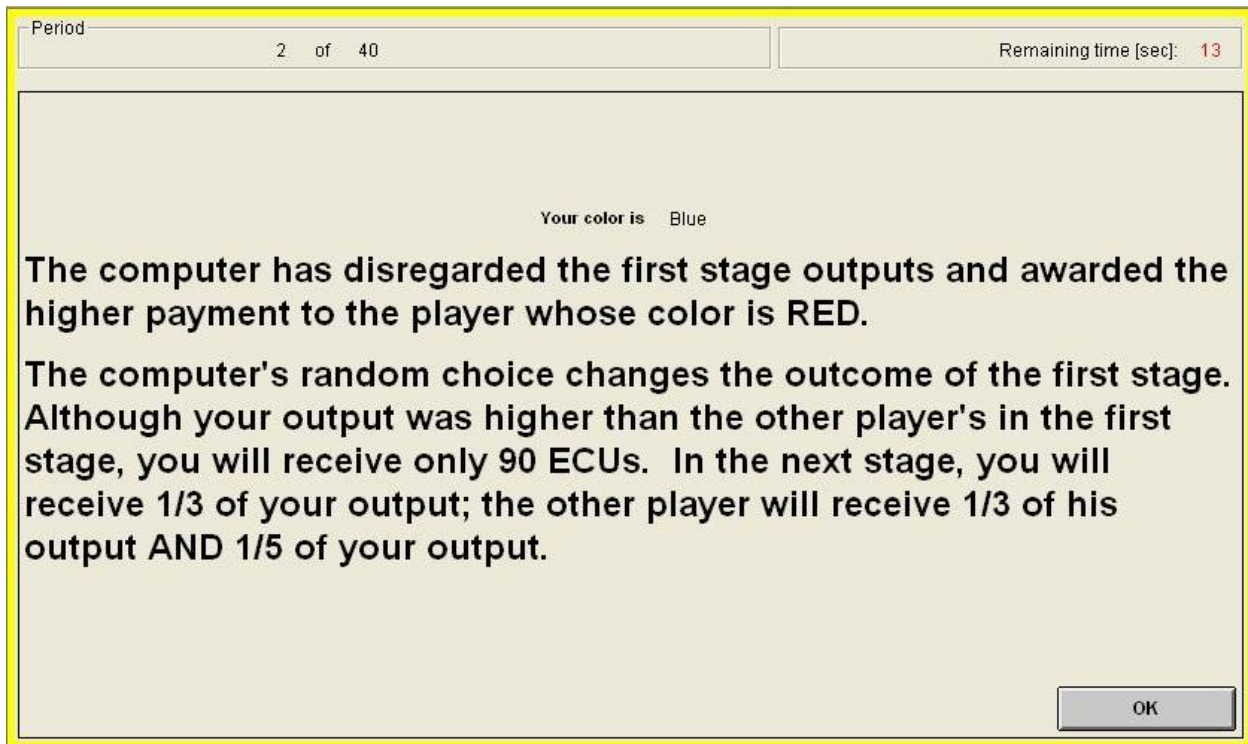 Period
2 of 40
Remaining time [sec]: 13
Your color is Blue
The computer has disregarded the first stage outputs and awarded the
higher payment to the player whose color is RED.
The computer's random choice changes the outcome of the first stage.
Although your output was higher than the other player's in the first
stage, you will receive only 90 ECUs. In the next stage, you will
receive 1/3 of your output; the other player will receive 1/3 of his
output AND 1/5 of your output.
OK